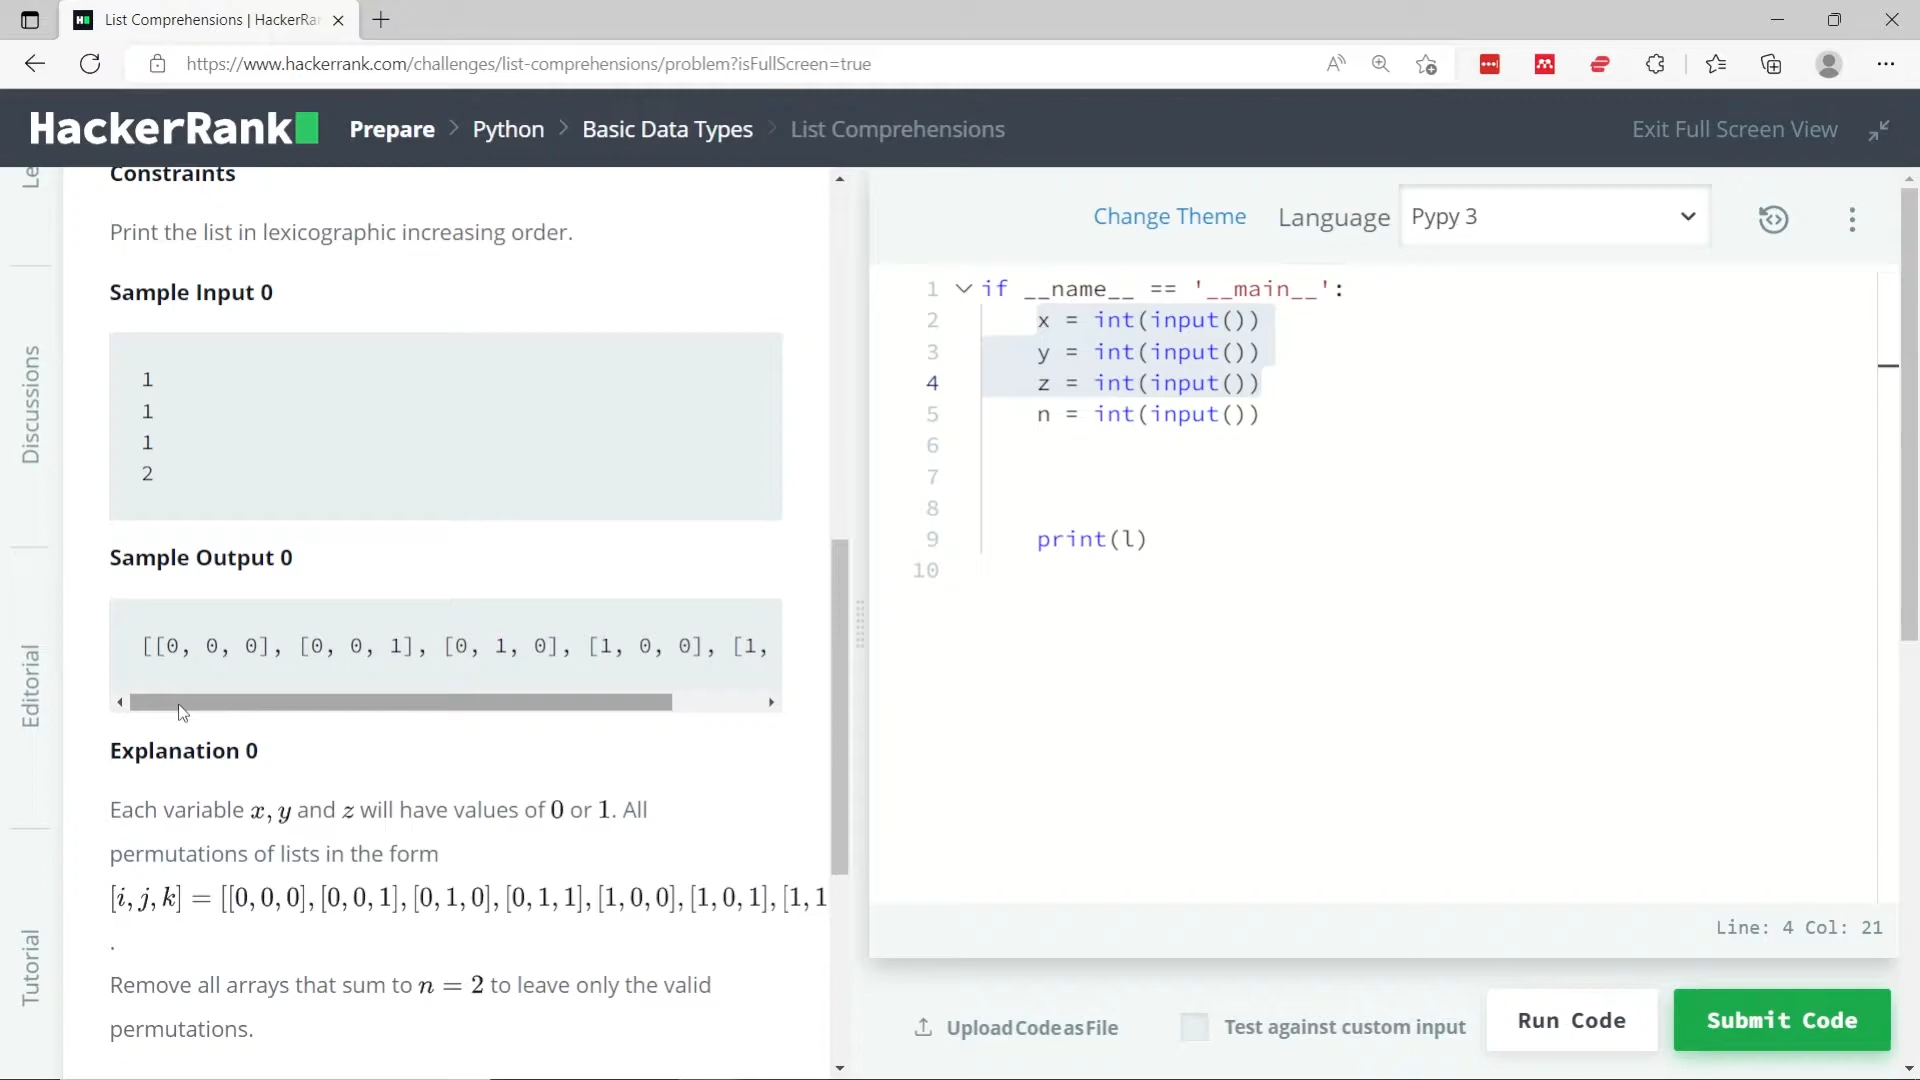 List Comprehensions | HackerRa
https://www.hackerrank.com/challenges/list-comprehensions/problem?isFullScreen=true
HackerRank
Prepare > Python > Basic Data Types > List Comprehensions
Exit Full Screen View
Le
Discussions
Editorial
Tutorial
Constraints
Print the list in lexicographic increasing order.
Sample Input 0
1
1
1
2
Sample Output 0
[[0, 0, 0], [0, 0, 1], [0, 1, 0], [1, 0, 0], [1,
Explanation 0
Each variable x, y and z will have values of 0 or 1. All
permutations of lists in the form
[i, j, k] = [[0, 0, 0], [0, 0, 1], [0, 1, 0], [0, 1, 1], [1, 0, 0], [1, 0, 1], [1, 1
.
Remove all arrays that sum to n = 2 to leave only the valid
permutations.
Change Theme Language Pypy 3
1 if __name__ == '__main__':
2 x = int(input())
3 y = int(input())
4 z = int(input())
5 n = int(input())
6
7
8
9 print(l)
10
Line: 4 Col: 21
Upload Code as File Test against custom input Run Code Submit Code